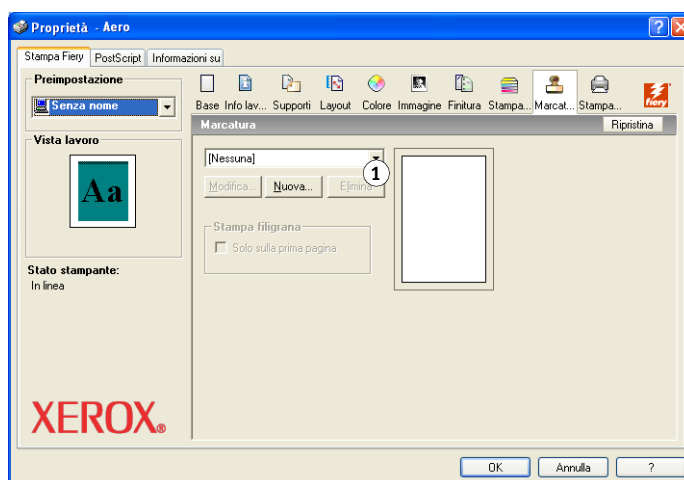 Proprietà - Aero
Stampa Fiery PostScript Informazioni su
Preimpostazione
Senza nome
Base Info lav... Supporti Layout Colore Immagine Finitura Stampa... Marcat... Stampa...
fiery
Marcatura
Ripristina
Vista lavoro
Aa
[Nessuna]
1
Modifica... Nuova... Elimina
Stampa filigrana
Solo sulla prima pagina
Stato stampante:
In linea
XEROX®
OK Annulla ?